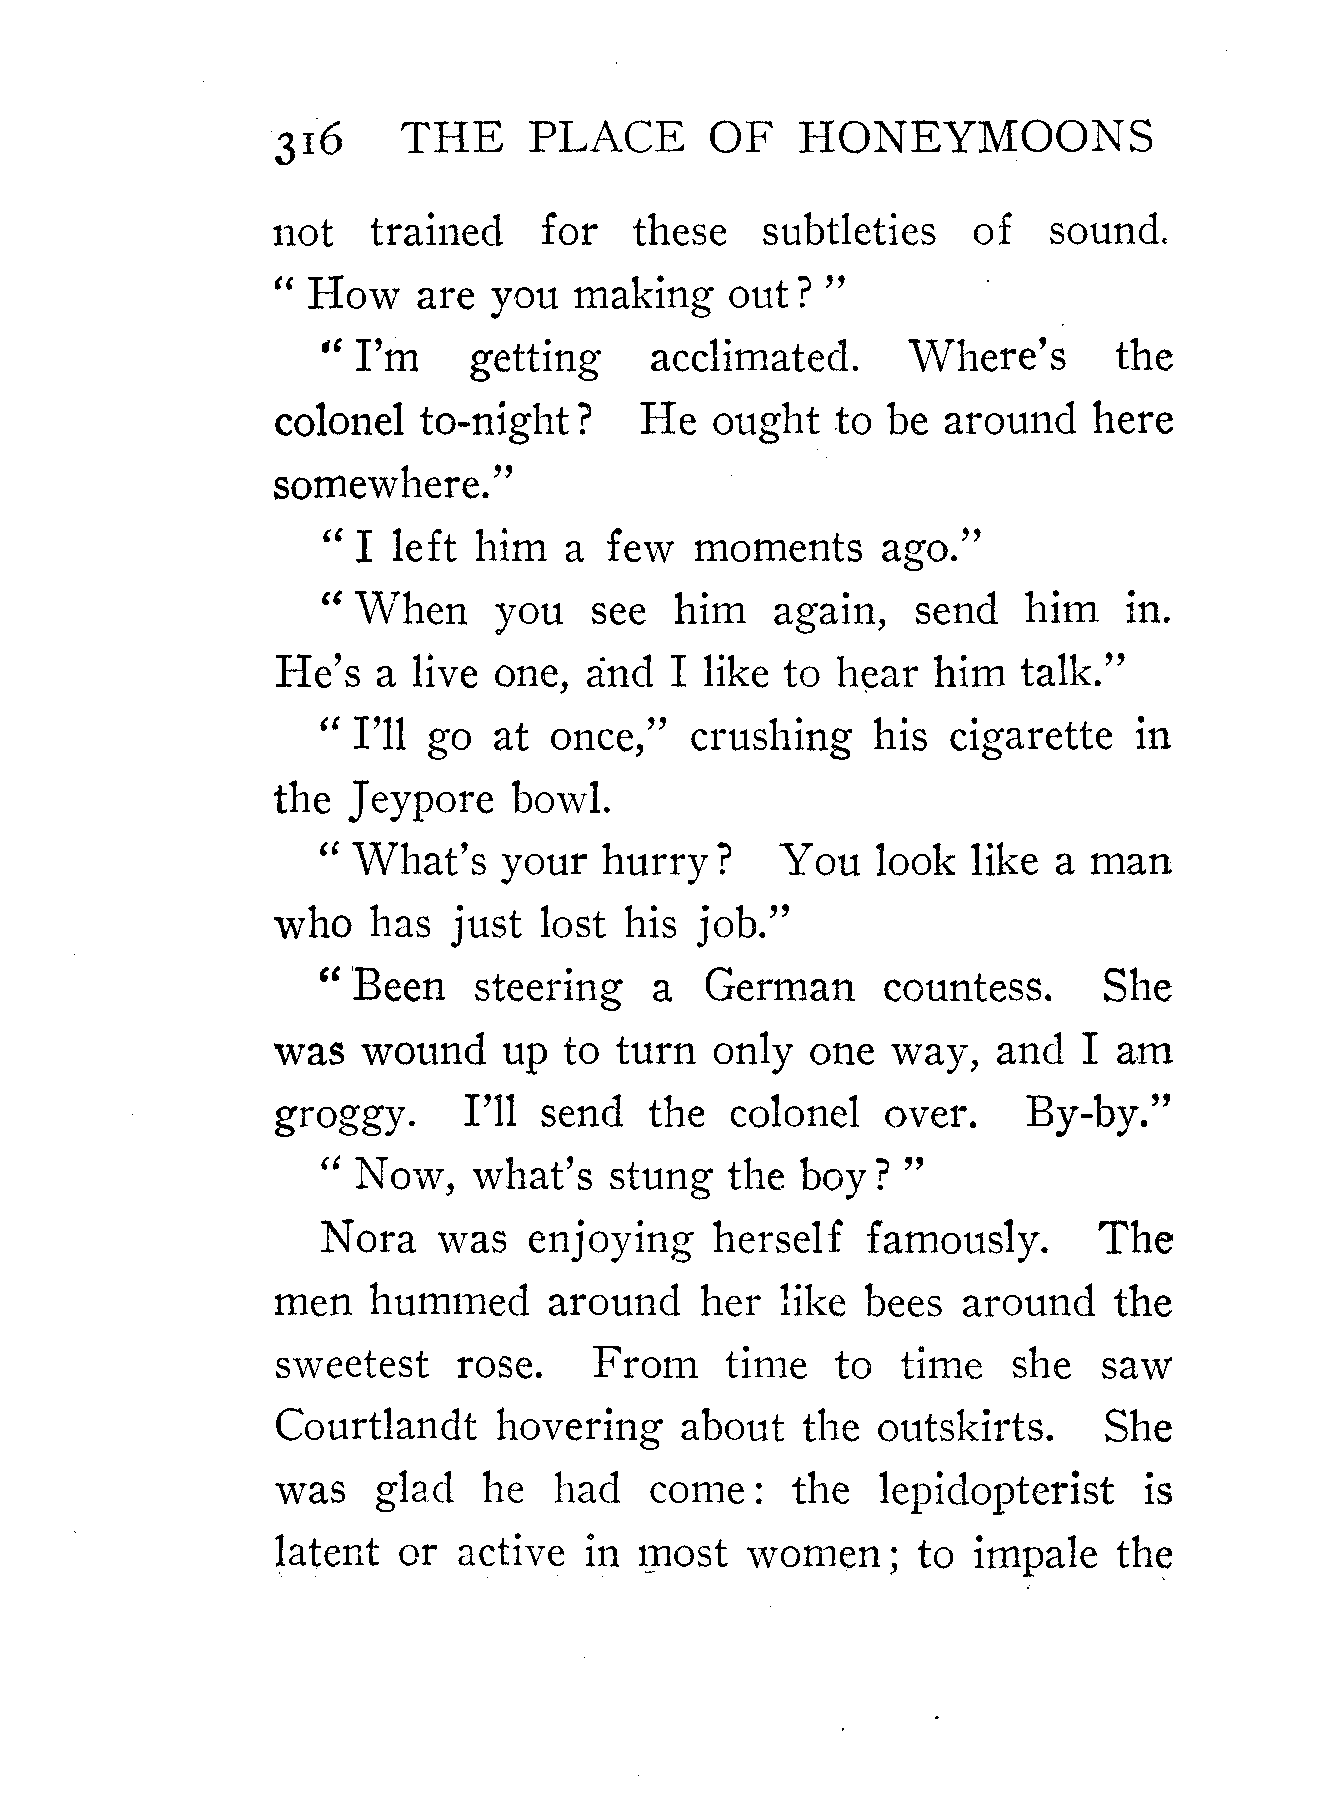 316 THE PLACE OF HONEYMOONS
not trained for these subtleties of sound.
“ How are you making out ? ”
“ I’m getting acclimated. Where’s the
colonel to-night ? He ought to be around here
somewhere.”
“ I left him a few moments ago.”
“ When you see him again, send him in.
He’s a live one, and I like to hear him talk.”
“ I’ll go at once,” crushing his cigarette in
the Jeypore bowl.
“ What’s your hurry ? You look like a man
who has just lost his job.”
“ Been steering a German countess. She
was wound up to turn only one way, and I am
groggy. I’ll send the colonel over. By-by.”
“ Now, what’s stung the boy ? ”
Nora was enjoying herself famously. The
men hummed around her like bees around the
sweetest rose. From time to time she saw
Courtlandt hovering about the outskirts. She
was glad he had come : the lepidopterist is
latent or active in most women ; to impale the